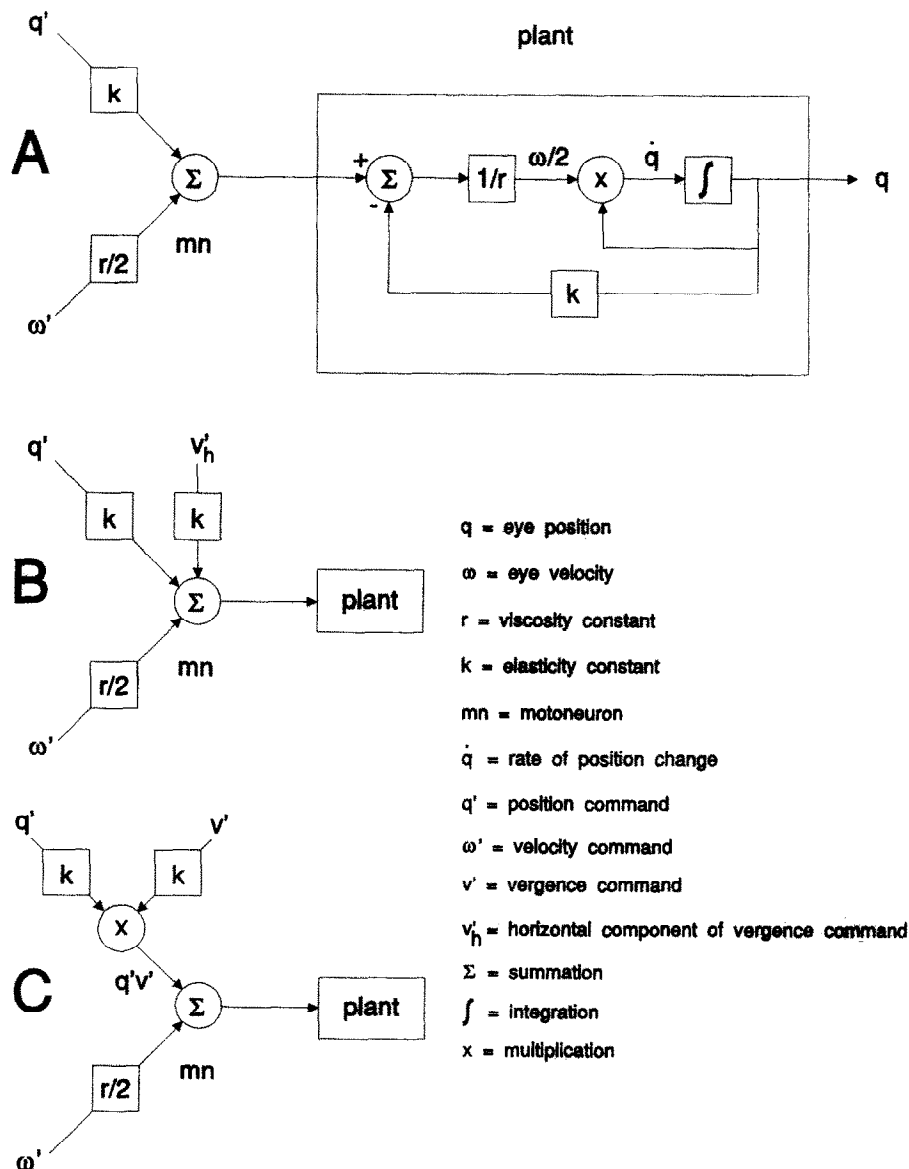 A
q'
k
Σ
mn
r/2
ω'
plant
+
Σ
-
1/r
ω/2
x
q̇
∫
q
k
B
q'
v'h
k
k
Σ
mn
r/2
ω'
plant
C
q'
v'
k
k
x
q'v'
Σ
mn
r/2
ω'
plant
q = eye position
ω = eye velocity
r = viscosity constant
k = elasticity constant
mn = motoneuron
q̇ = rate of position change
q' = position command
ω' = velocity command
v' = vergence command
v'h = horizontal component of vergence command
Σ = summation
∫ = integration
x = multiplication